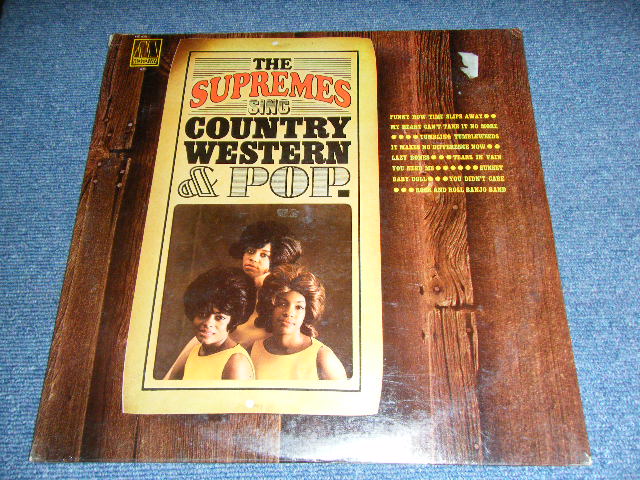 MOTOWN
THE
SUPREMES
SING
COUNTRY
WESTERN
& POP.
FUNNY HOW TIME SLIPS AWAY●●
MY HEART CAN'T TAKE IT NO MORE
●●●●TUMBLING TUMBLEWEEDS
IT MAKES NO DIFFERENCE NOW●●
LAZY BONES●●●TEARS IN VAIN
YOU NEED ME●●●●●●SUNSET
BABY DOLL●●●YOU DIDN'T CARE
●●●ROCK AND ROLL BANJO BAND